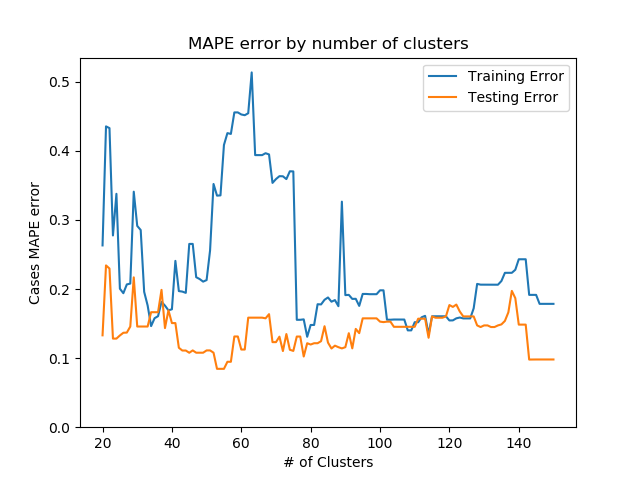 MAPE error by number of clusters
Training Error
Testing Error
Cases MAPE error
0.5
0.4
0.3
0.2
0.1
0.0
20 40 60 80 100 120 140
# of Clusters